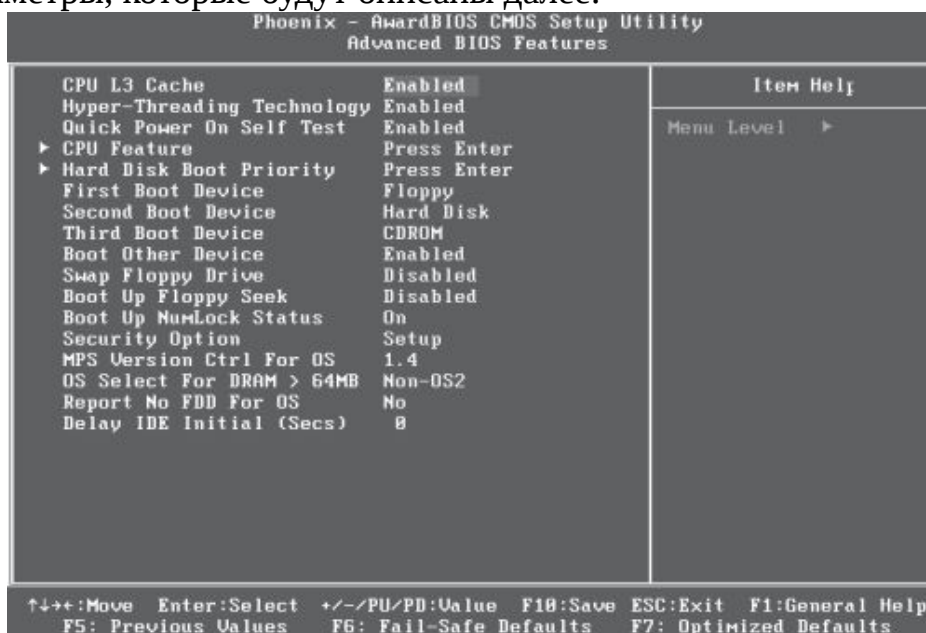 которые будут описаны далее.
Phoenix - AwardBIOS CMOS Setup Utility
Advanced BIOS Features
CPU L3 Cache Enabled
Hyper-Threading Technology Enabled
Quick Power On Self Test Enabled
► CPU Feature Press Enter
► Hard Disk Boot Priority Press Enter
First Boot Device Floppy
Second Boot Device Hard Disk
Third Boot Device CDROM
Boot Other Device Enabled
Swap Floppy Drive Disabled
Boot Up Floppy Seek Disabled
Boot Up NumLock Status On
Security Option Setup
MPS Version Ctrl For OS 1.4
OS Select For DRAM > 64MB Non-OS2
Report No FDD For OS No
Delay IDE Initial (Secs) 0
Item Help
Menu Level ►
↑↓→←:Move Enter:Select +/-/PU/PD:Value F10:Save ESC:Exit F1:General Help
F5: Previous Values F6: Fail-Safe Defaults F7: Optimized Defaults